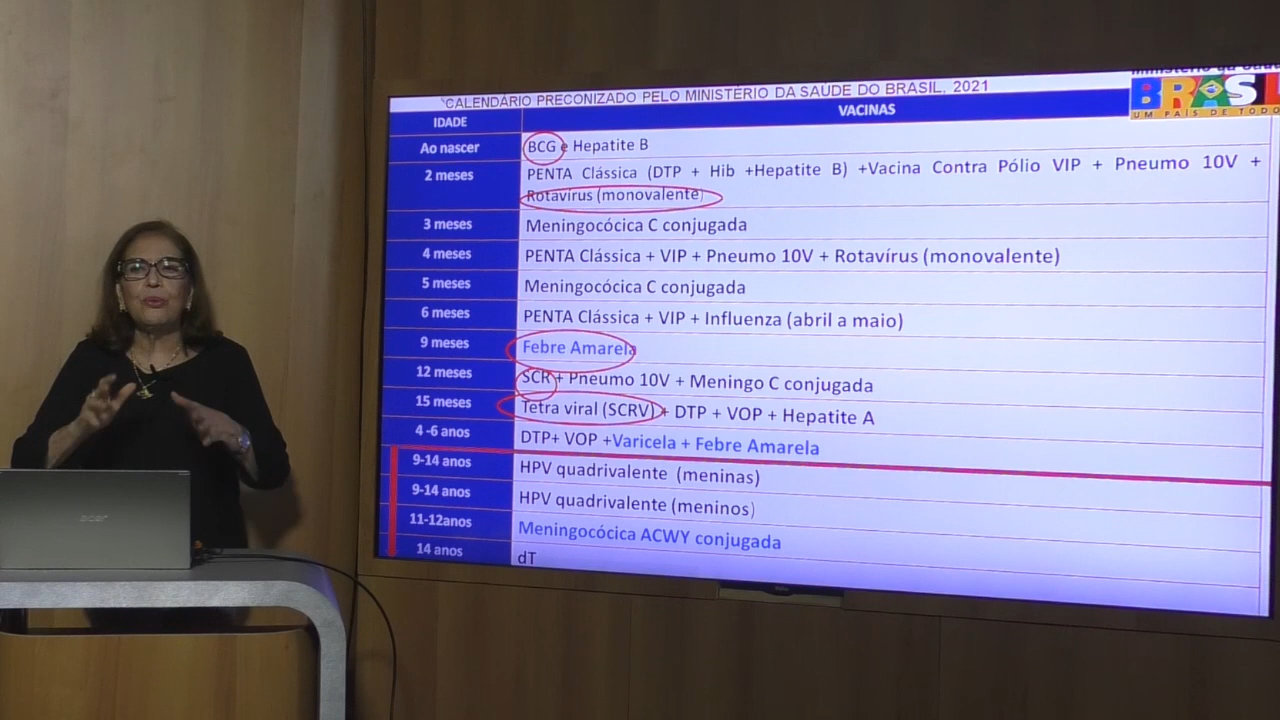 CALENDÁRIO PRECONIZADO PELO MINISTÉRIO DA SAÚDE DO BRASIL, 2021
BRASIL
UM PAÍS DE TODO
IDADE VACINAS
Ao nascer BCG e Hepatite B
2 meses PENTA Clássica (DTP + Hib +Hepatite B) +Vacina Contra Pólio VIP + Pneumo 10V +
Rotavírus (monovalente)
3 meses Meningocócica C conjugada
4 meses PENTA Clássica + VIP + Pneumo 10V + Rotavírus (monovalente)
5 meses Meningocócica C conjugada
6 meses PENTA Clássica + VIP + Influenza (abril a maio)
9 meses Febre Amarela
12 meses SCR + Pneumo 10V + Meningo C conjugada
15 meses Tetra viral (SCRV) + DTP + VOP + Hepatite A
4 -6 anos DTP+ VOP +Varicela + Febre Amarela
9-14 anos HPV quadrivalente (meninas)
9-14 anos HPV quadrivalente (meninos)
11-12anos Meningocócica ACWY conjugada
14 anos dT
acer